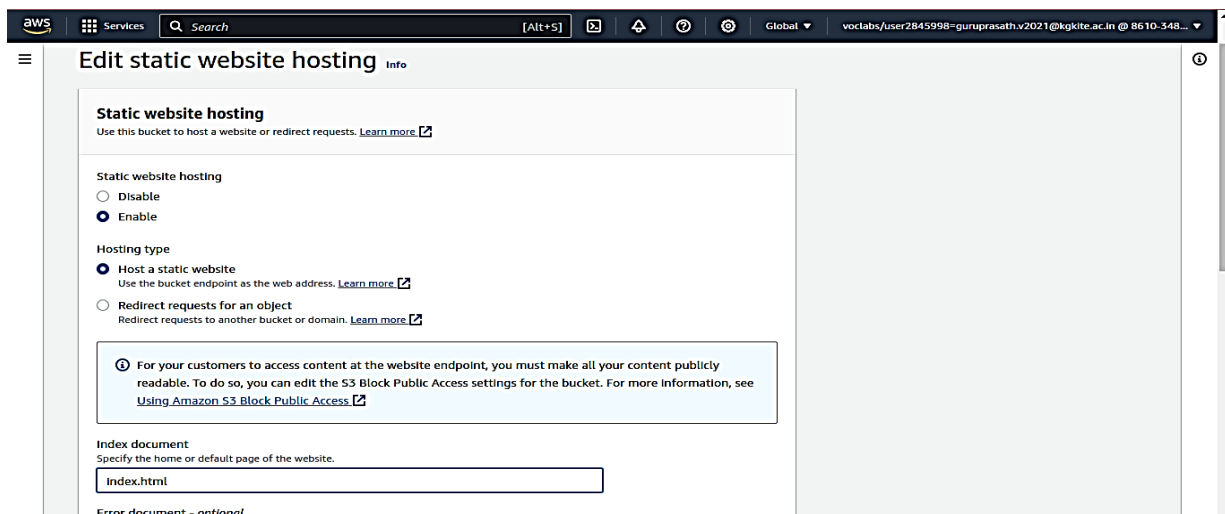 aws Services Search [Alt+S] Global voclabs/user2845998=guruprasath.v2021@kgkite.ac.in @ 8610-348...
Edit static website hosting Info
Static website hosting
Use this bucket to host a website or redirect requests. Learn more
Static website hosting
Disable
Enable
Hosting type
Host a static website
Use the bucket endpoint as the web address. Learn more
Redirect requests for an object
Redirect requests to another bucket or domain. Learn more
For your customers to access content at the website endpoint, you must make all your content publicly
readable. To do so, you can edit the S3 Block Public Access settings for the bucket. For more information, see
Using Amazon S3 Block Public Access
Index document
Specify the home or default page of the website.
index.html
Error document - optional